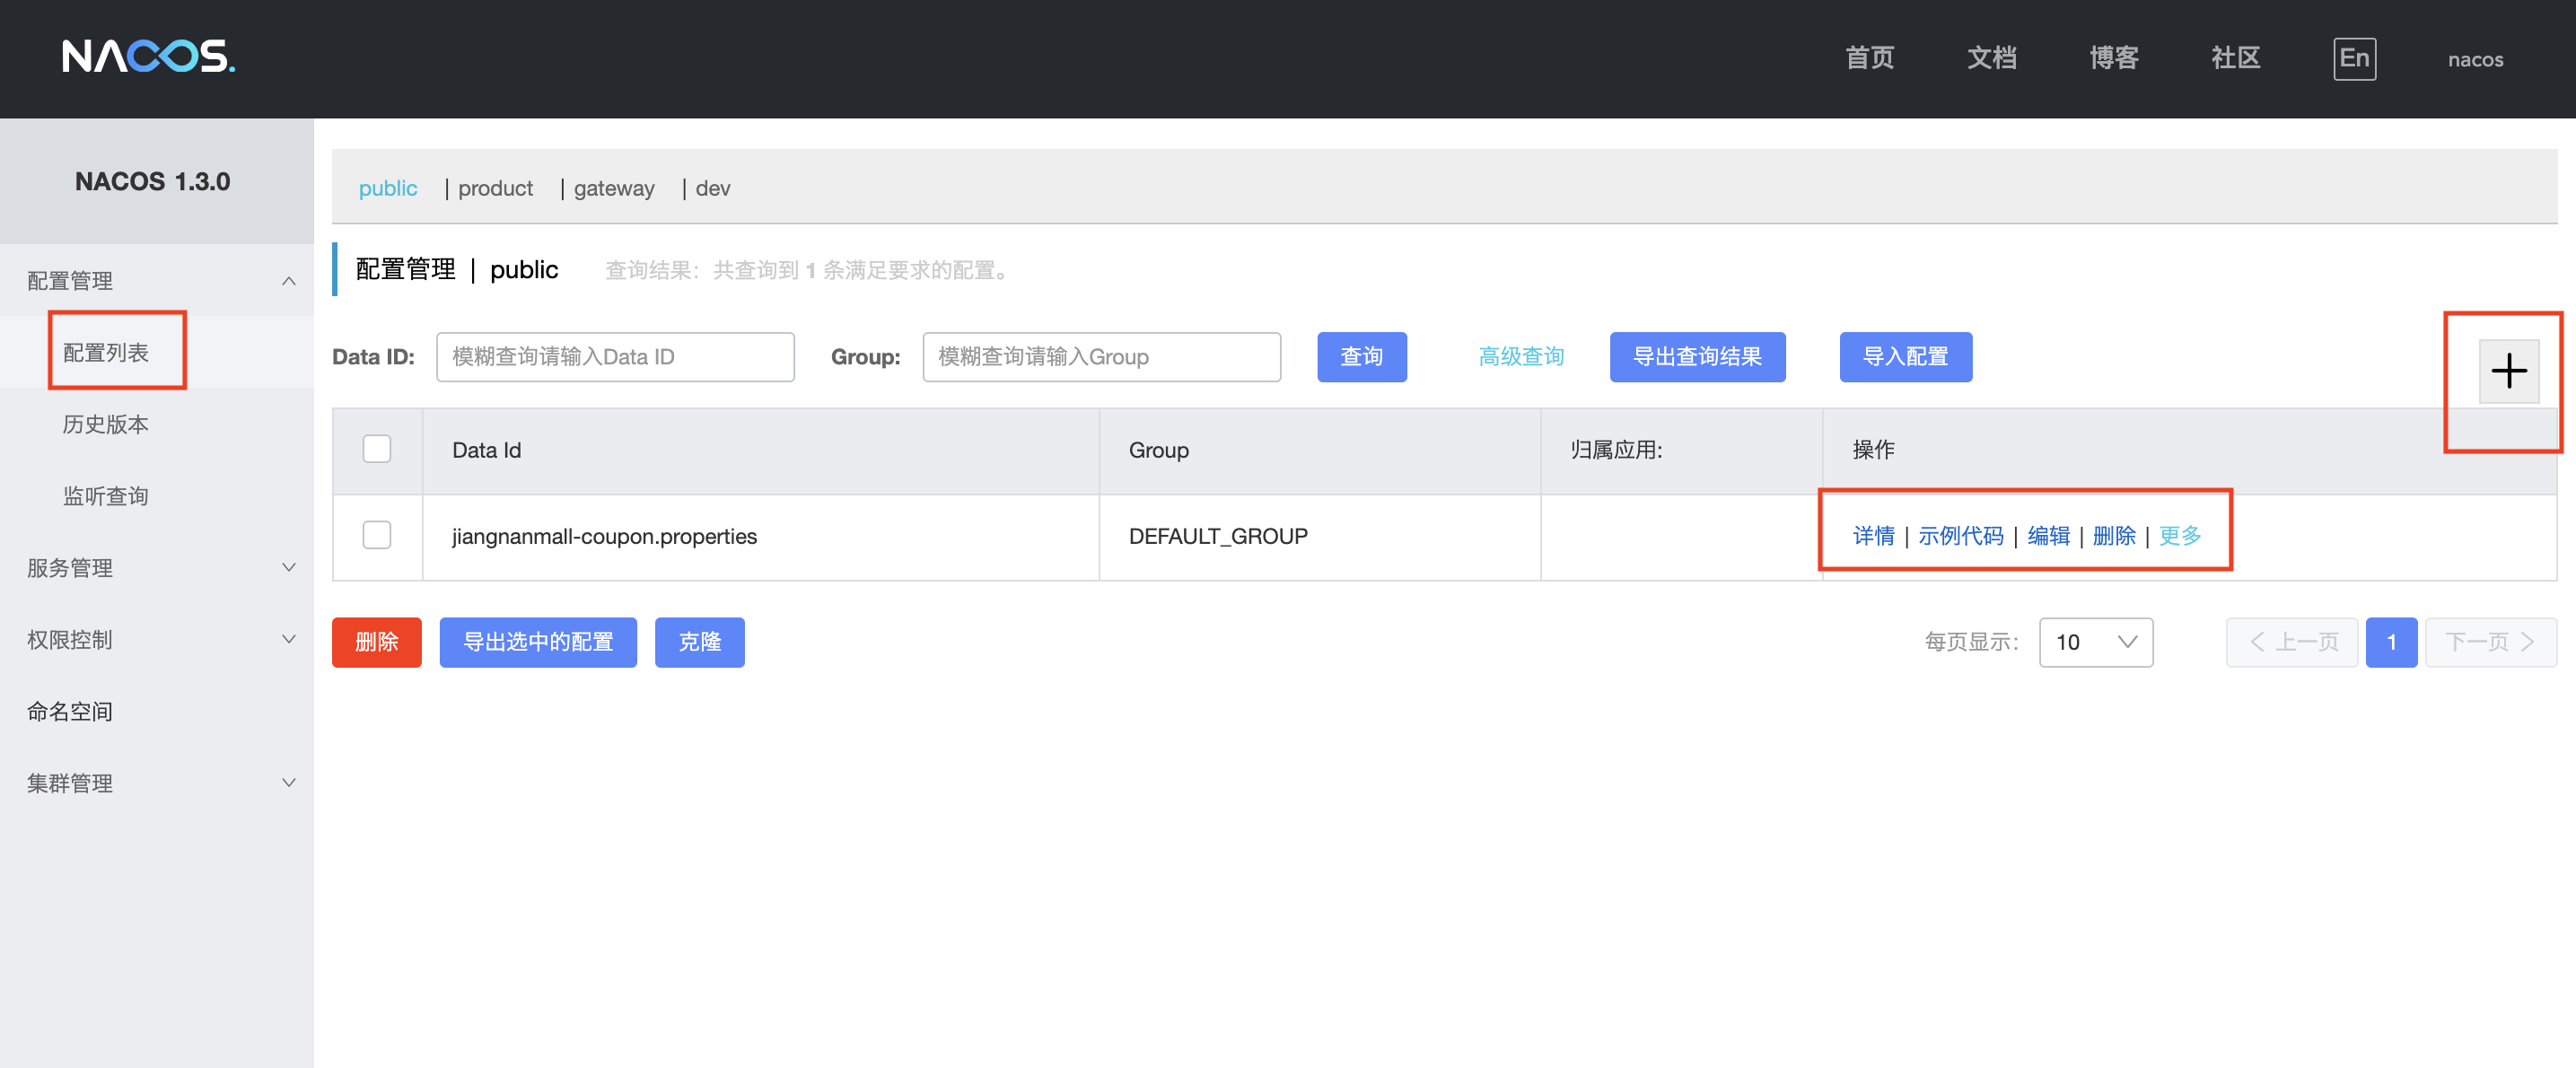 NACOS.
首页 文档 博客 社区 En nacos
NACOS 1.3.0
配置管理
配置列表
历史版本
监听查询
服务管理
权限控制
命名空间
集群管理
public | product | gateway | dev
配置管理 | public 查询结果：共查询到 1 条满足要求的配置。
Data ID: 模糊查询请输入Data ID Group: 模糊查询请输入Group 查询 高级查询 导出查询结果 导入配置
Data Id Group 归属应用: 操作
jiangnanmall-coupon.properties DEFAULT_GROUP 详情 | 示例代码 | 编辑 | 删除 | 更多
删除 导出选中的配置 克隆 每页显示: 10 上一页 1 下一页